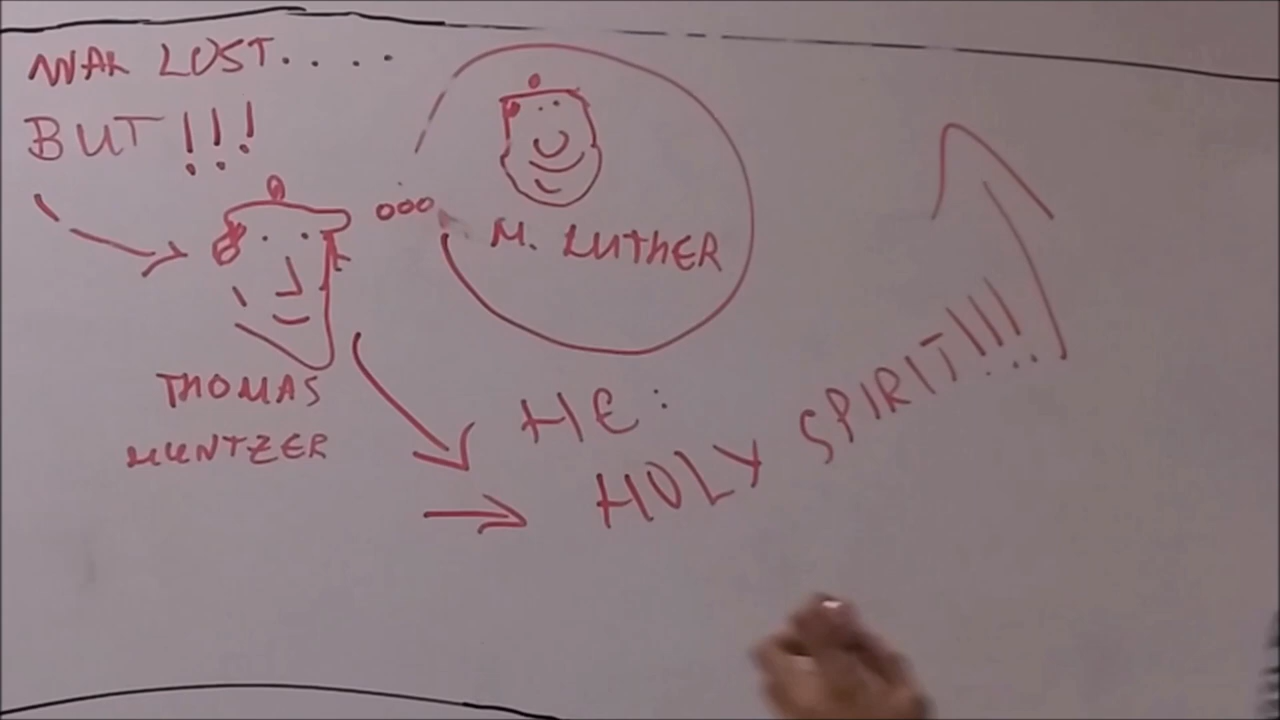 WAR LOST....
BUT!!!
M. LUTHER
THOMAS
MUNTZER
HE:
HOLY SPIRIT!!!